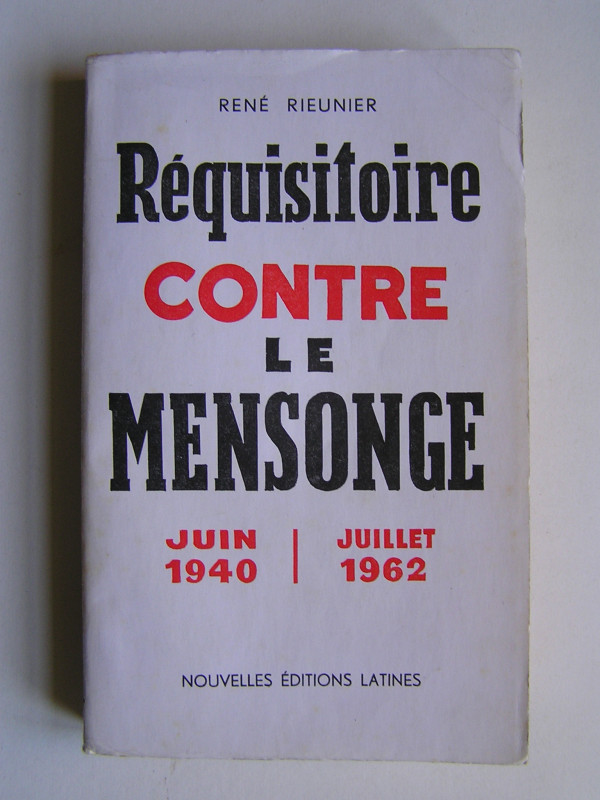 RENÉ RIEUNIER
Réquisitoire
CONTRE
LE
MENSONGE
JUIN | JUILLET
1940 | 1962
NOUVELLES ÉDITIONS LATINES